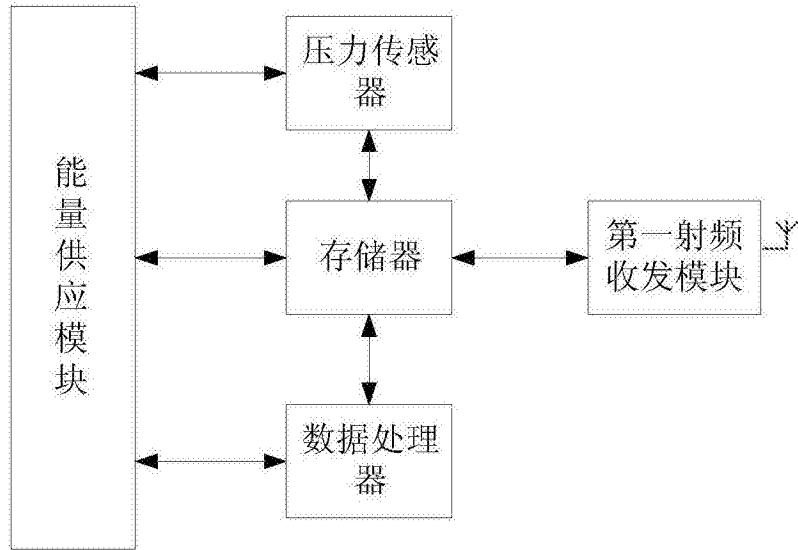 能量供应模块
压力传感
器
存储器
数据处理
器
第一射频
收发模块